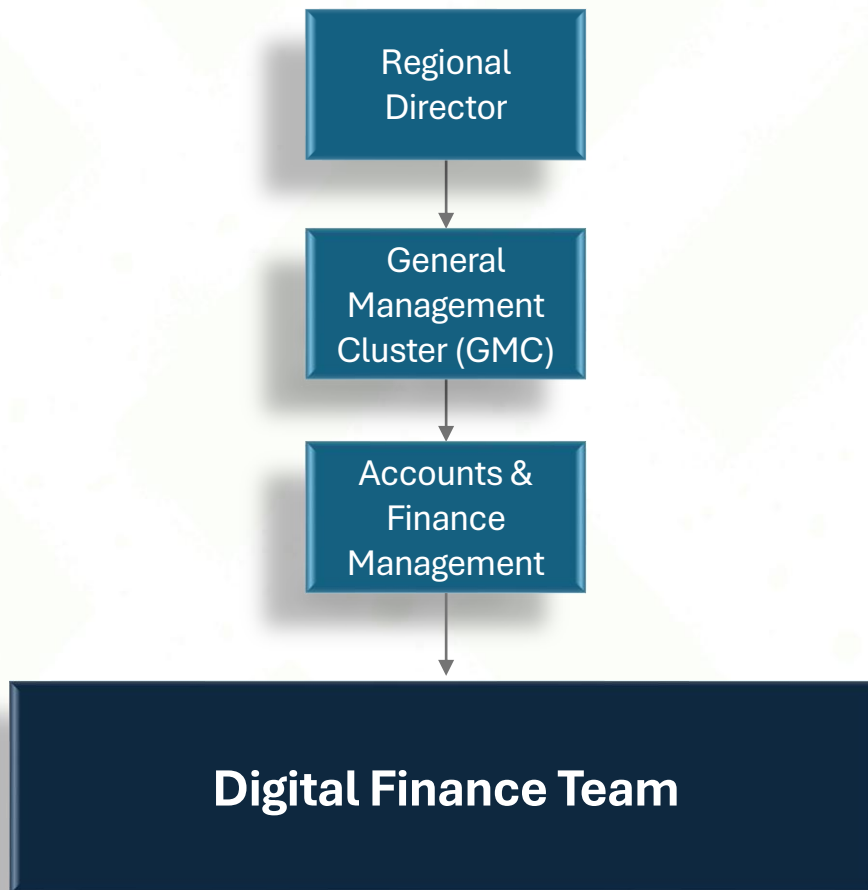 Regional
Director
General
Management
Cluster (GMC)
Accounts &
Finance
Management
Digital Finance Team